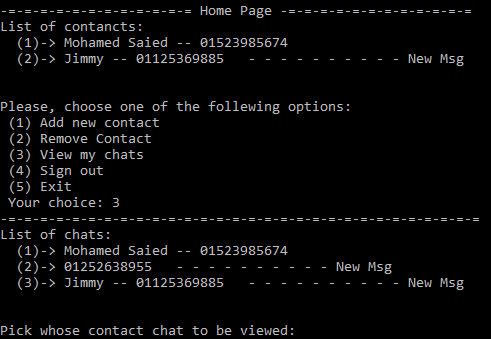 -=-=-=-=-=-=-=-=-=-=-=-= Home Page -=-=-=-=-=-=-=-=-=-=-=-=
List of contancts:
(1)-> Mohamed Saied -- 01523985674
(2)-> Jimmy -- 01125369885 - - - - - - - - - - New Msg
Please, choose one of the follewing options:
(1) Add new contact
(2) Remove Contact
(3) View my chats
(4) Sign out
(5) Exit
Your choice: 3
-=-=-=-=-=-=-=-=-=-=-=-=-=-=-=-=-=-=-=-=-=-=-=-=-=-=-=-=-=-=
List of chats:
(1)-> Mohamed Saied -- 01523985674
(2)-> 01252638955 - - - - - - - - - - New Msg
(3)-> Jimmy -- 01125369885 - - - - - - - - - - New Msg
Pick whose contact chat to be viewed: